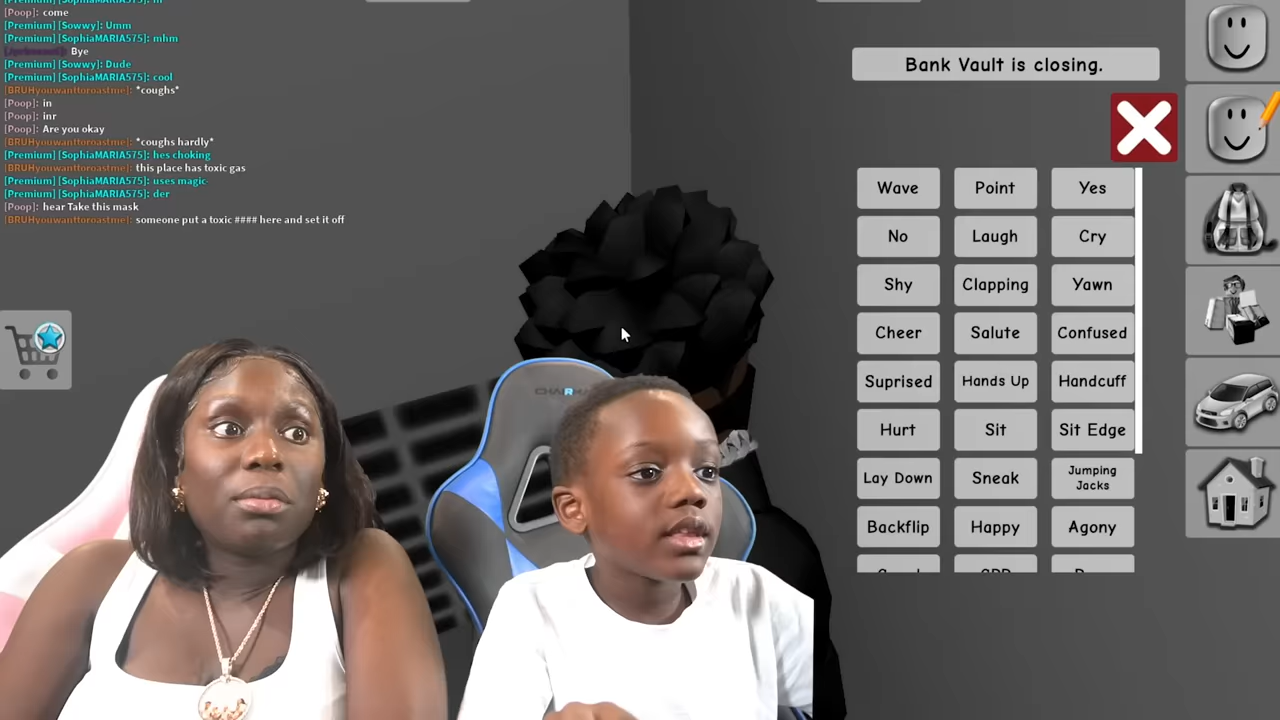 [Poop]: come
[Premium] [Sowwy]: Umm
[Premium] [SophiaMARIA575]: mhm
Bye
[Premium] [Sowwy]: Dude
[Premium] [SophiaMARIA575]: cool
[BRUHyouwanttoroastme]: *coughs*
[Poop]: in
[Poop]: inr
[Poop]: Are you okay
[BRUHyouwanttoroastme]: *coughs hardly*
[Premium] [SophiaMARIA575]: hes choking
[BRUHyouwanttoroastme]: this place has toxic gas
[Premium] [SophiaMARIA575]: uses magic
[Premium] [SophiaMARIA575]: der
[Poop]: hear Take this mask
[BRUHyouwanttoroastme]: someone put a toxic #### here and set it off
Bank Vault is closing.
Wave Point Yes
No Laugh Cry
Shy Clapping Yawn
Cheer Salute Confused
Suprised Hands Up Handcuff
Hurt Sit Sit Edge
Lay Down Sneak Jumping
Jacks
Backflip Happy Agony